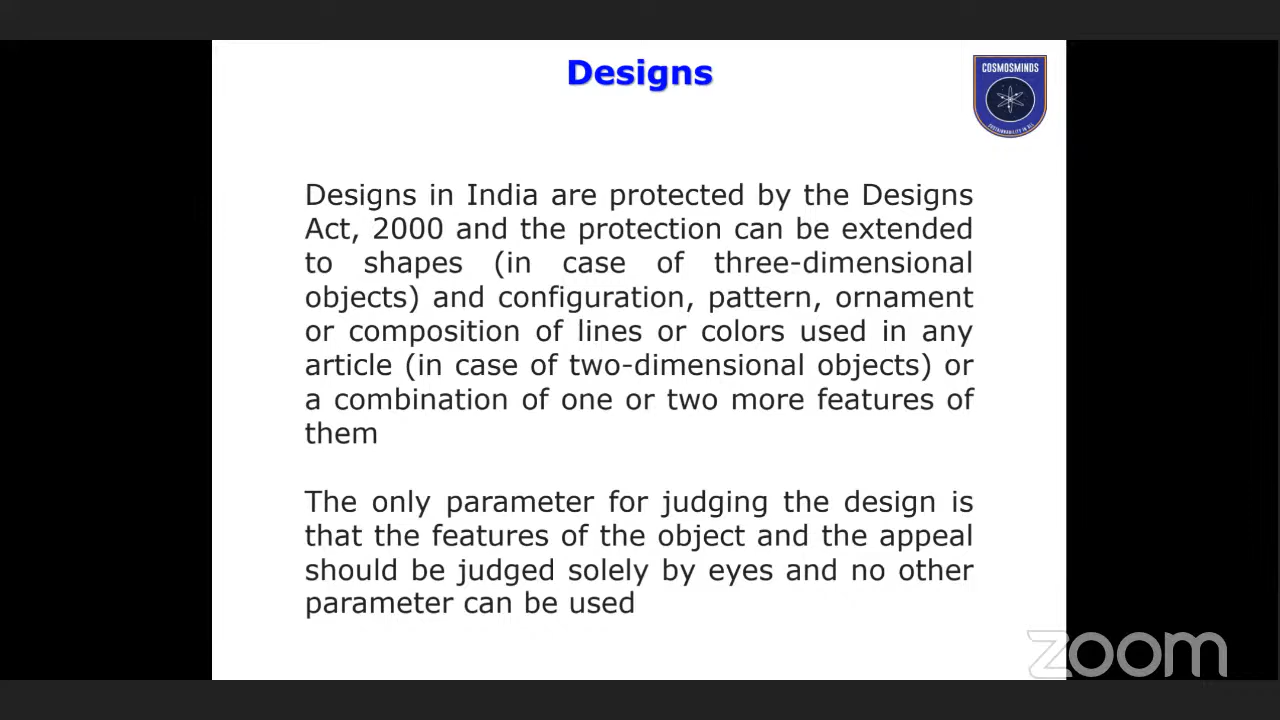 Designs
COSMOSMINDS
SUSTAINABILITY IN ALL
Designs in India are protected by the Designs
Act, 2000 and the protection can be extended
to shapes (in case of three-dimensional
objects) and configuration, pattern, ornament
or composition of lines or colors used in any
article (in case of two-dimensional objects) or
a combination of one or two more features of
them
The only parameter for judging the design is
that the features of the object and the appeal
should be judged solely by eyes and no other
parameter can be used
zoom